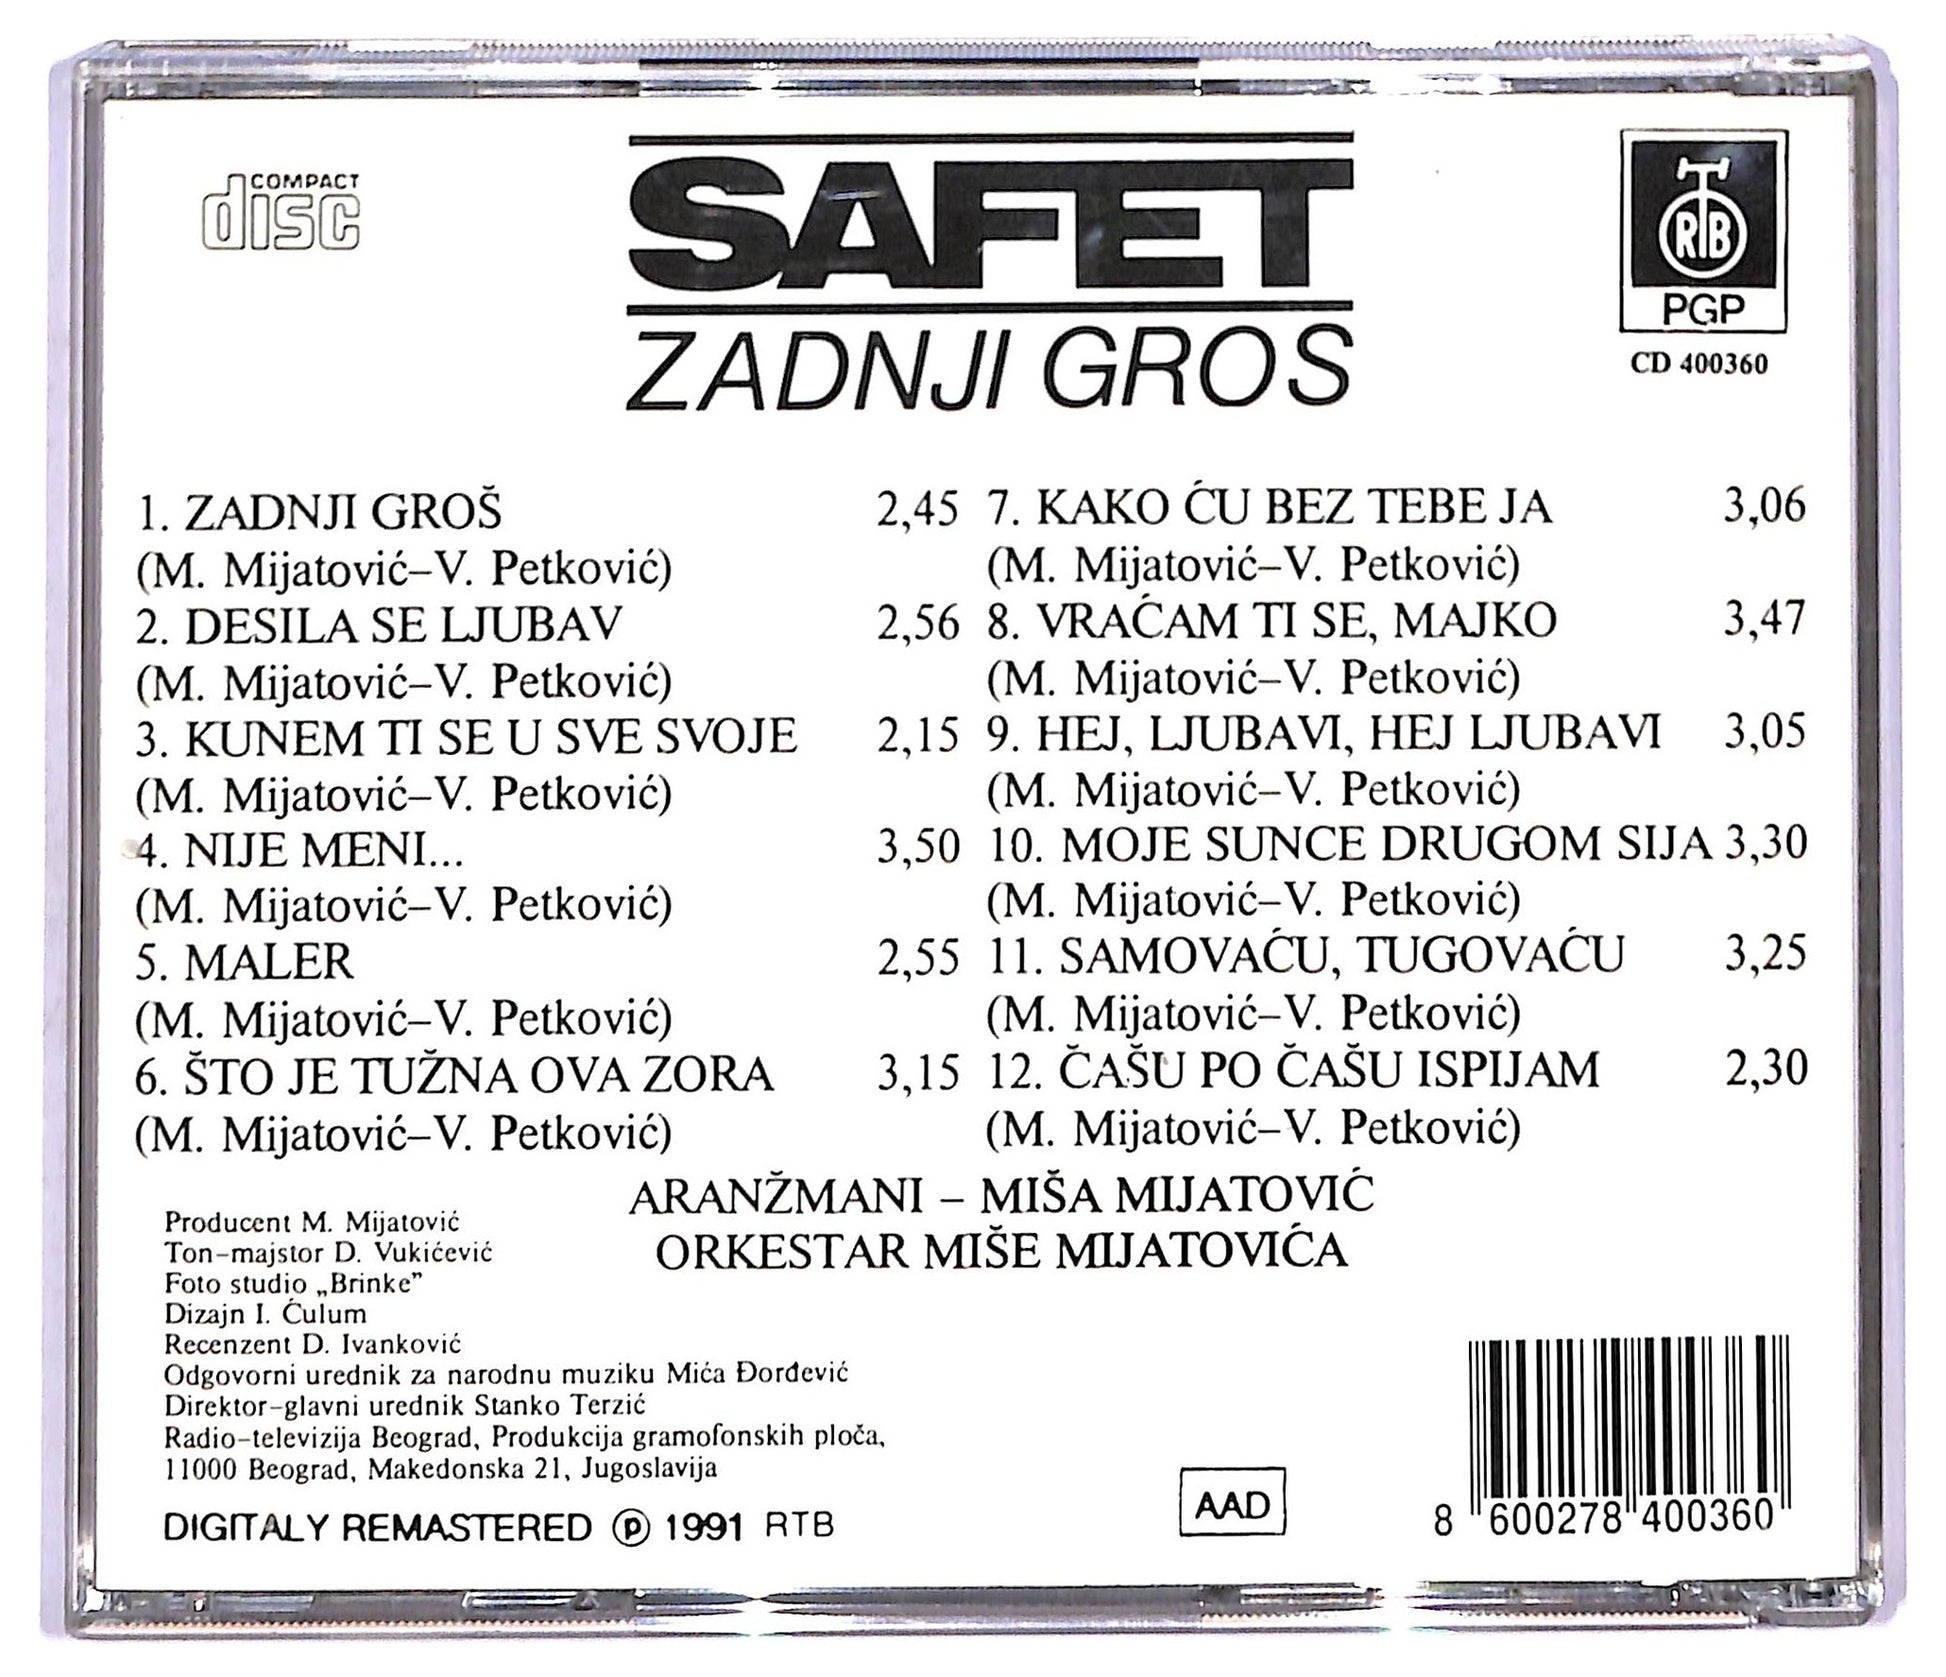 COMPACT
disc
SAFET
ZADNJI GROS
RTB
PGP
CD 400360
1. ZADNJI GROŠ 2,45
(M. Mijatović–V. Petković)
2. DESILA SE LJUBAV 2,56
(M. Mijatović–V. Petković)
3. KUNEM TI SE U SVE SVOJE 2,15
(M. Mijatović–V. Petković)
4. NIJE MENI... 3,50
(M. Mijatović–V. Petković)
5. MALER 2,55
(M. Mijatović–V. Petković)
6. ŠTO JE TUŽNA OVA ZORA 3,15
(M. Mijatović–V. Petković)
7. KAKO ĆU BEZ TEBE JA 3,06
(M. Mijatović–V. Petković)
8. VRAĆAM TI SE, MAJKO 3,47
(M. Mijatović–V. Petković)
9. HEJ, LJUBAVI, HEJ LJUBAVI 3,05
(M. Mijatović–V. Petković)
10. MOJE SUNCE DRUGOM SIJA 3,30
(M. Mijatović–V. Petković)
11. SAMOVAĆU, TUGOVAĆU 3,25
(M. Mijatović–V. Petković)
12. ČAŠU PO ČAŠU ISPIJAM 2,30
(M. Mijatović–V. Petković)
ARANŽMANI – MIŠA MIJATOVIĆ
ORKESTAR MIŠE MIJATOVIĆA
Producent M. Mijatović
Ton-majstor D. Vukićević
Foto studio „Brinke”
Dizajn I. Ćulum
Recenzent D. Ivanković
Odgovorni urednik za narodnu muziku Mića Đorđević
Direktor-glavni urednik Stanko Terzić
Radio-televizija Beograd, Produkcija gramofonskih ploča,
11000 Beograd, Makedonska 21, Jugoslavija
DIGITALY REMASTERED ℗ 1991 RTB
AAD
8 600278 400360